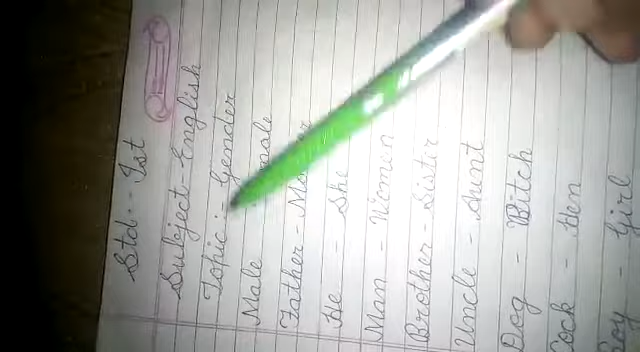 Std :- Ist
Subject - English
Topic :- Gender
Male
Father -
He - She
Man - Women
Brother - Sister
Uncle - Aunt
Dog - Bitch
Cock - Hen
Boy - Girl